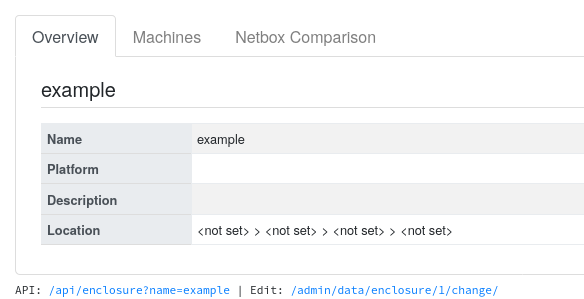 Overview Machines Netbox Comparison
example
Name example
Platform
Description
Location <not set> > <not set> > <not set> > <not set>
API: /api/enclosure?name=example | Edit: /admin/data/enclosure/1/change/